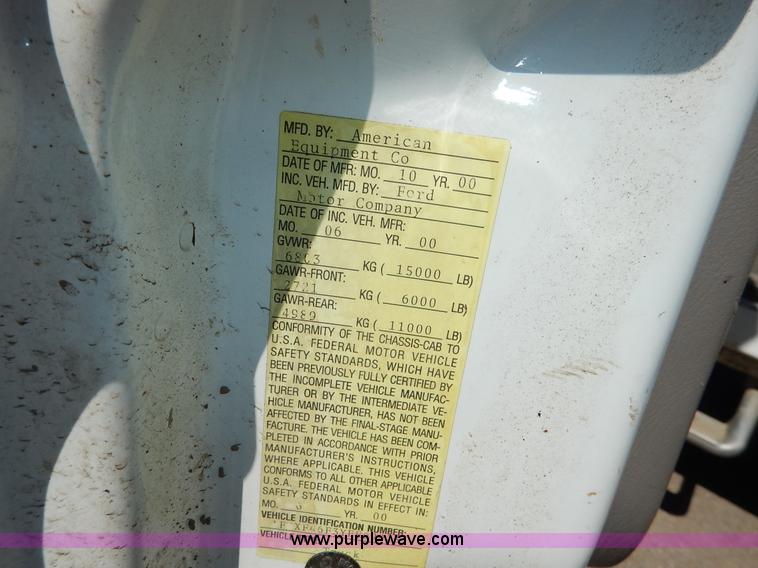 MFD. BY: American
Equipment Co
DATE OF MFR: MO. 10 YR. 00
INC. VEH. MFD. BY: Ford
Motor Company
DATE OF INC. VEH. MFR:
MO. 06 YR. 00
GVWR:
6803 KG ( 15000 LB)
GAWR-FRONT:
2721 KG ( 6000 LB)
GAWR-REAR:
4989 KG ( 11000 LB)
CONFORMITY OF THE CHASSIS-CAB TO
U.S.A. FEDERAL MOTOR VEHICLE
SAFETY STANDARDS, WHICH HAVE
BEEN PREVIOUSLY FULLY CERTIFIED BY
THE INCOMPLETE VEHICLE MANUFAC-
TURER OR BY THE INTERMEDIATE VE-
HICLE MANUFACTURER, HAS NOT BEEN
AFFECTED BY THE FINAL-STAGE MANU-
FACTURE. THE VEHICLE HAS BEEN COM-
PLETED IN ACCORDANCE WITH PRIOR
MANUFACTURER'S INSTRUCTIONS,
WHERE APPLICABLE. THIS VEHICLE
CONFORMS TO ALL OTHER APPLICABLE
U.S.A. FEDERAL MOTOR VEHICLE
SAFETY STANDARDS IN EFFECT IN:
MO. YR. 00
VEHICLE IDENTIFICATION NUMBER:
VEHICLE
www.purplewave.com